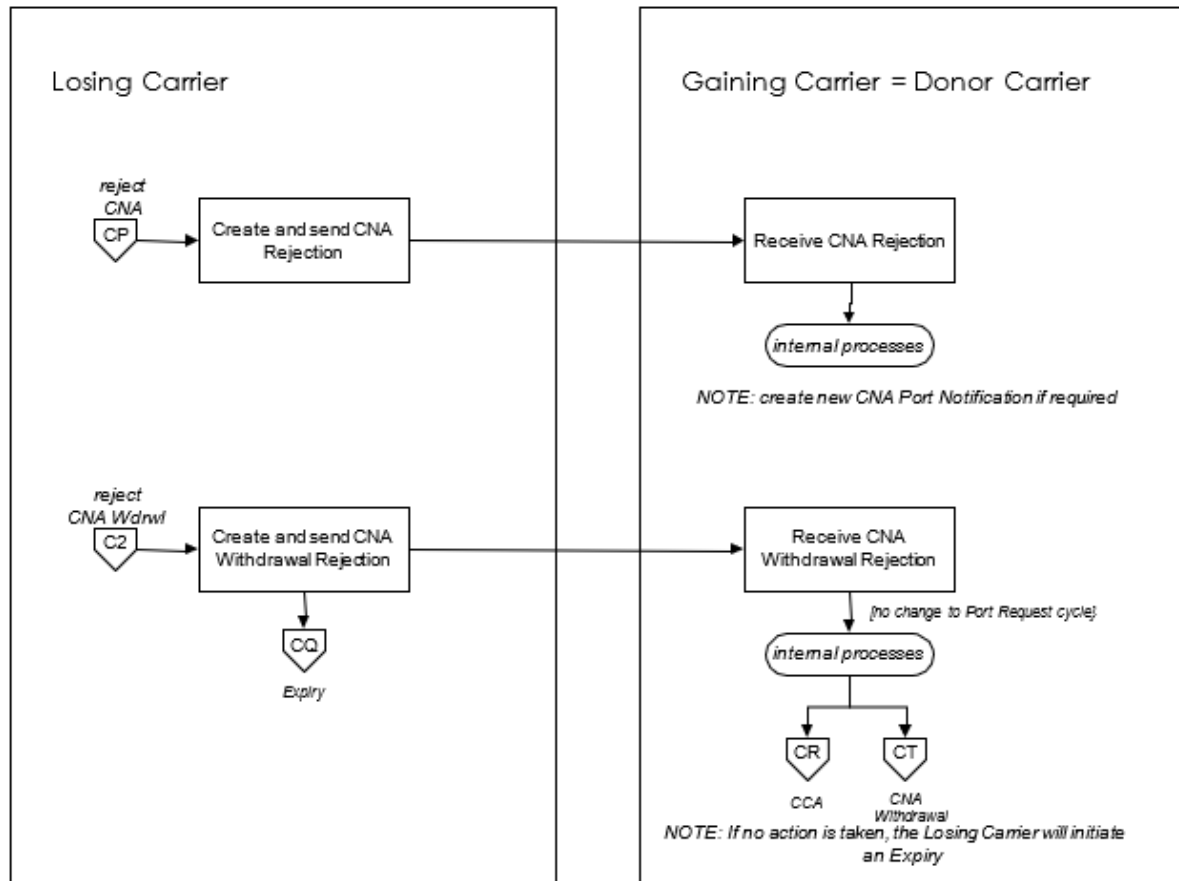 Losing Carrier
Gaining Carrier = Donor Carrier
reject
CNA
CP
Create and send CNA
Rejection
Receive CNA Rejection
internal processes
NOTE: create new CNA Port Notification if required
reject
CNA Wdrwl
C2
Create and send CNA
Withdrawal Rejection
Receive CNA
Withdrawal Rejection
[no change to Port Request cycle}
CQ
Expiry
internal processes
CR
CT
CCA
CNA
Withdrawal
NOTE: If no action is taken, the Losing Carrier will initiate
an Expiry